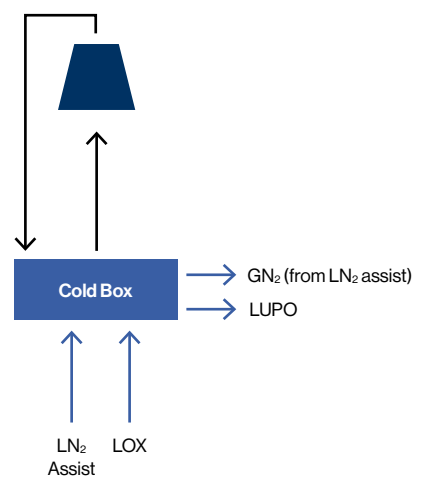 Cold Box
GN₂ (from LN₂ assist)
LUPO
LN₂
Assist
LOX